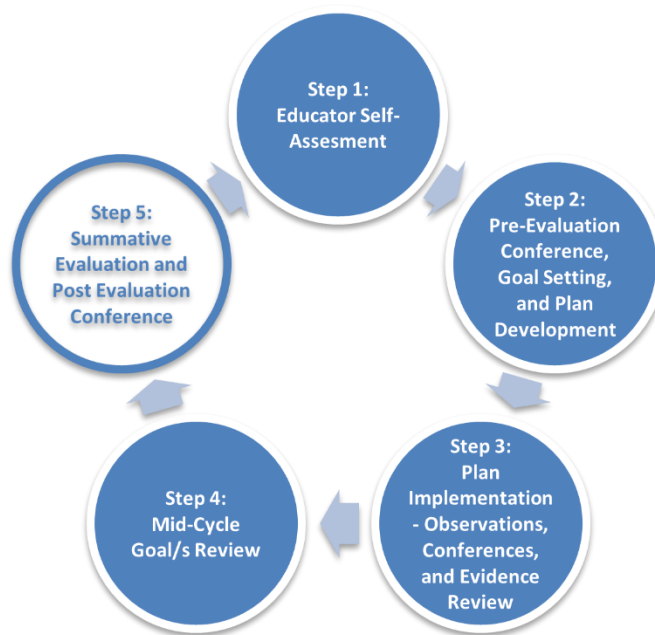 Step 1:
Educator Self-
Assesment
Step 2:
Pre-Evaluation
Conference,
Goal Setting,
and Plan
Development
Step 3:
Plan
Implementation
- Observations,
Conferences,
and Evidence
Review
Step 4:
Mid-Cycle
Goal/s Review
Step 5:
Summative
Evaluation and
Post Evaluation
Conference